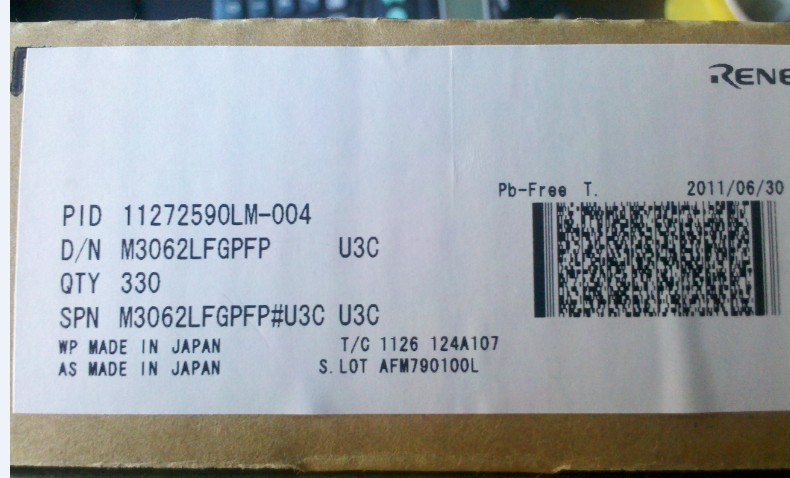 RENE
Pb-Free T. 2011/06/30
PID 11272590LM-004
D/N M3062LFGPFP U3C
QTY 330
SPN M3062LFGPFP#U3C U3C
WP MADE IN JAPAN T/C 1126 124A107
AS MADE IN JAPAN S.LOT AFM790100L